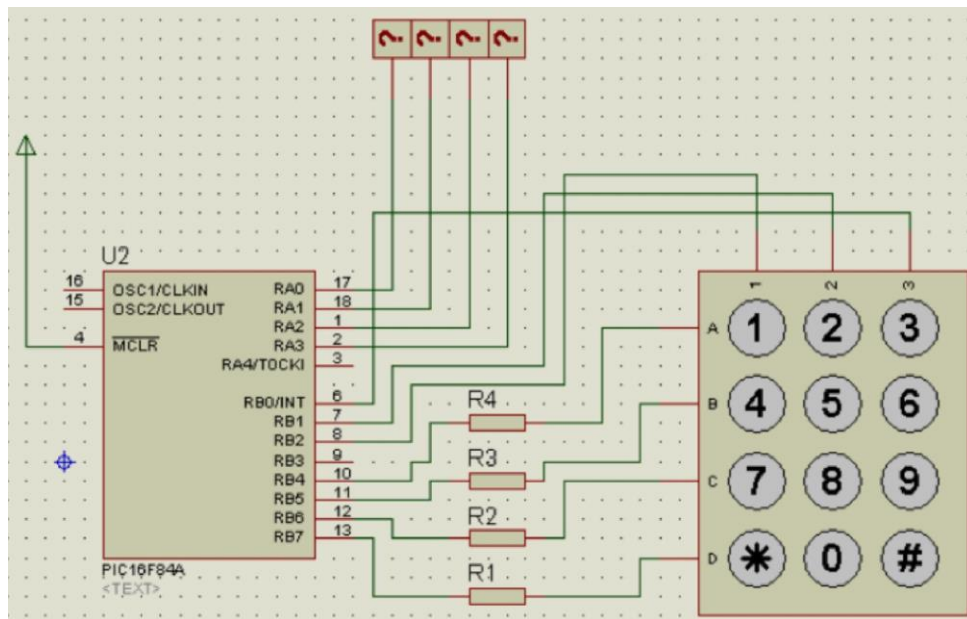 ? ? ? ?
U2
16 OSC1/CLKIN RA0 17
15 OSC2/CLKOUT RA1 18
RA2 1
4 MCLR RA3 2
RA4/TOCKI 3
RB0/INT 6
RB1 7
RB2 8
RB3 9
RB4 10
RB5 11
RB6 12
RB7 13
PIC16F84A
<TEXT>
R4
R3
R2
R1
1 2 3
A 1 2 3
B 4 5 6
C 7 8 9
D * 0 #